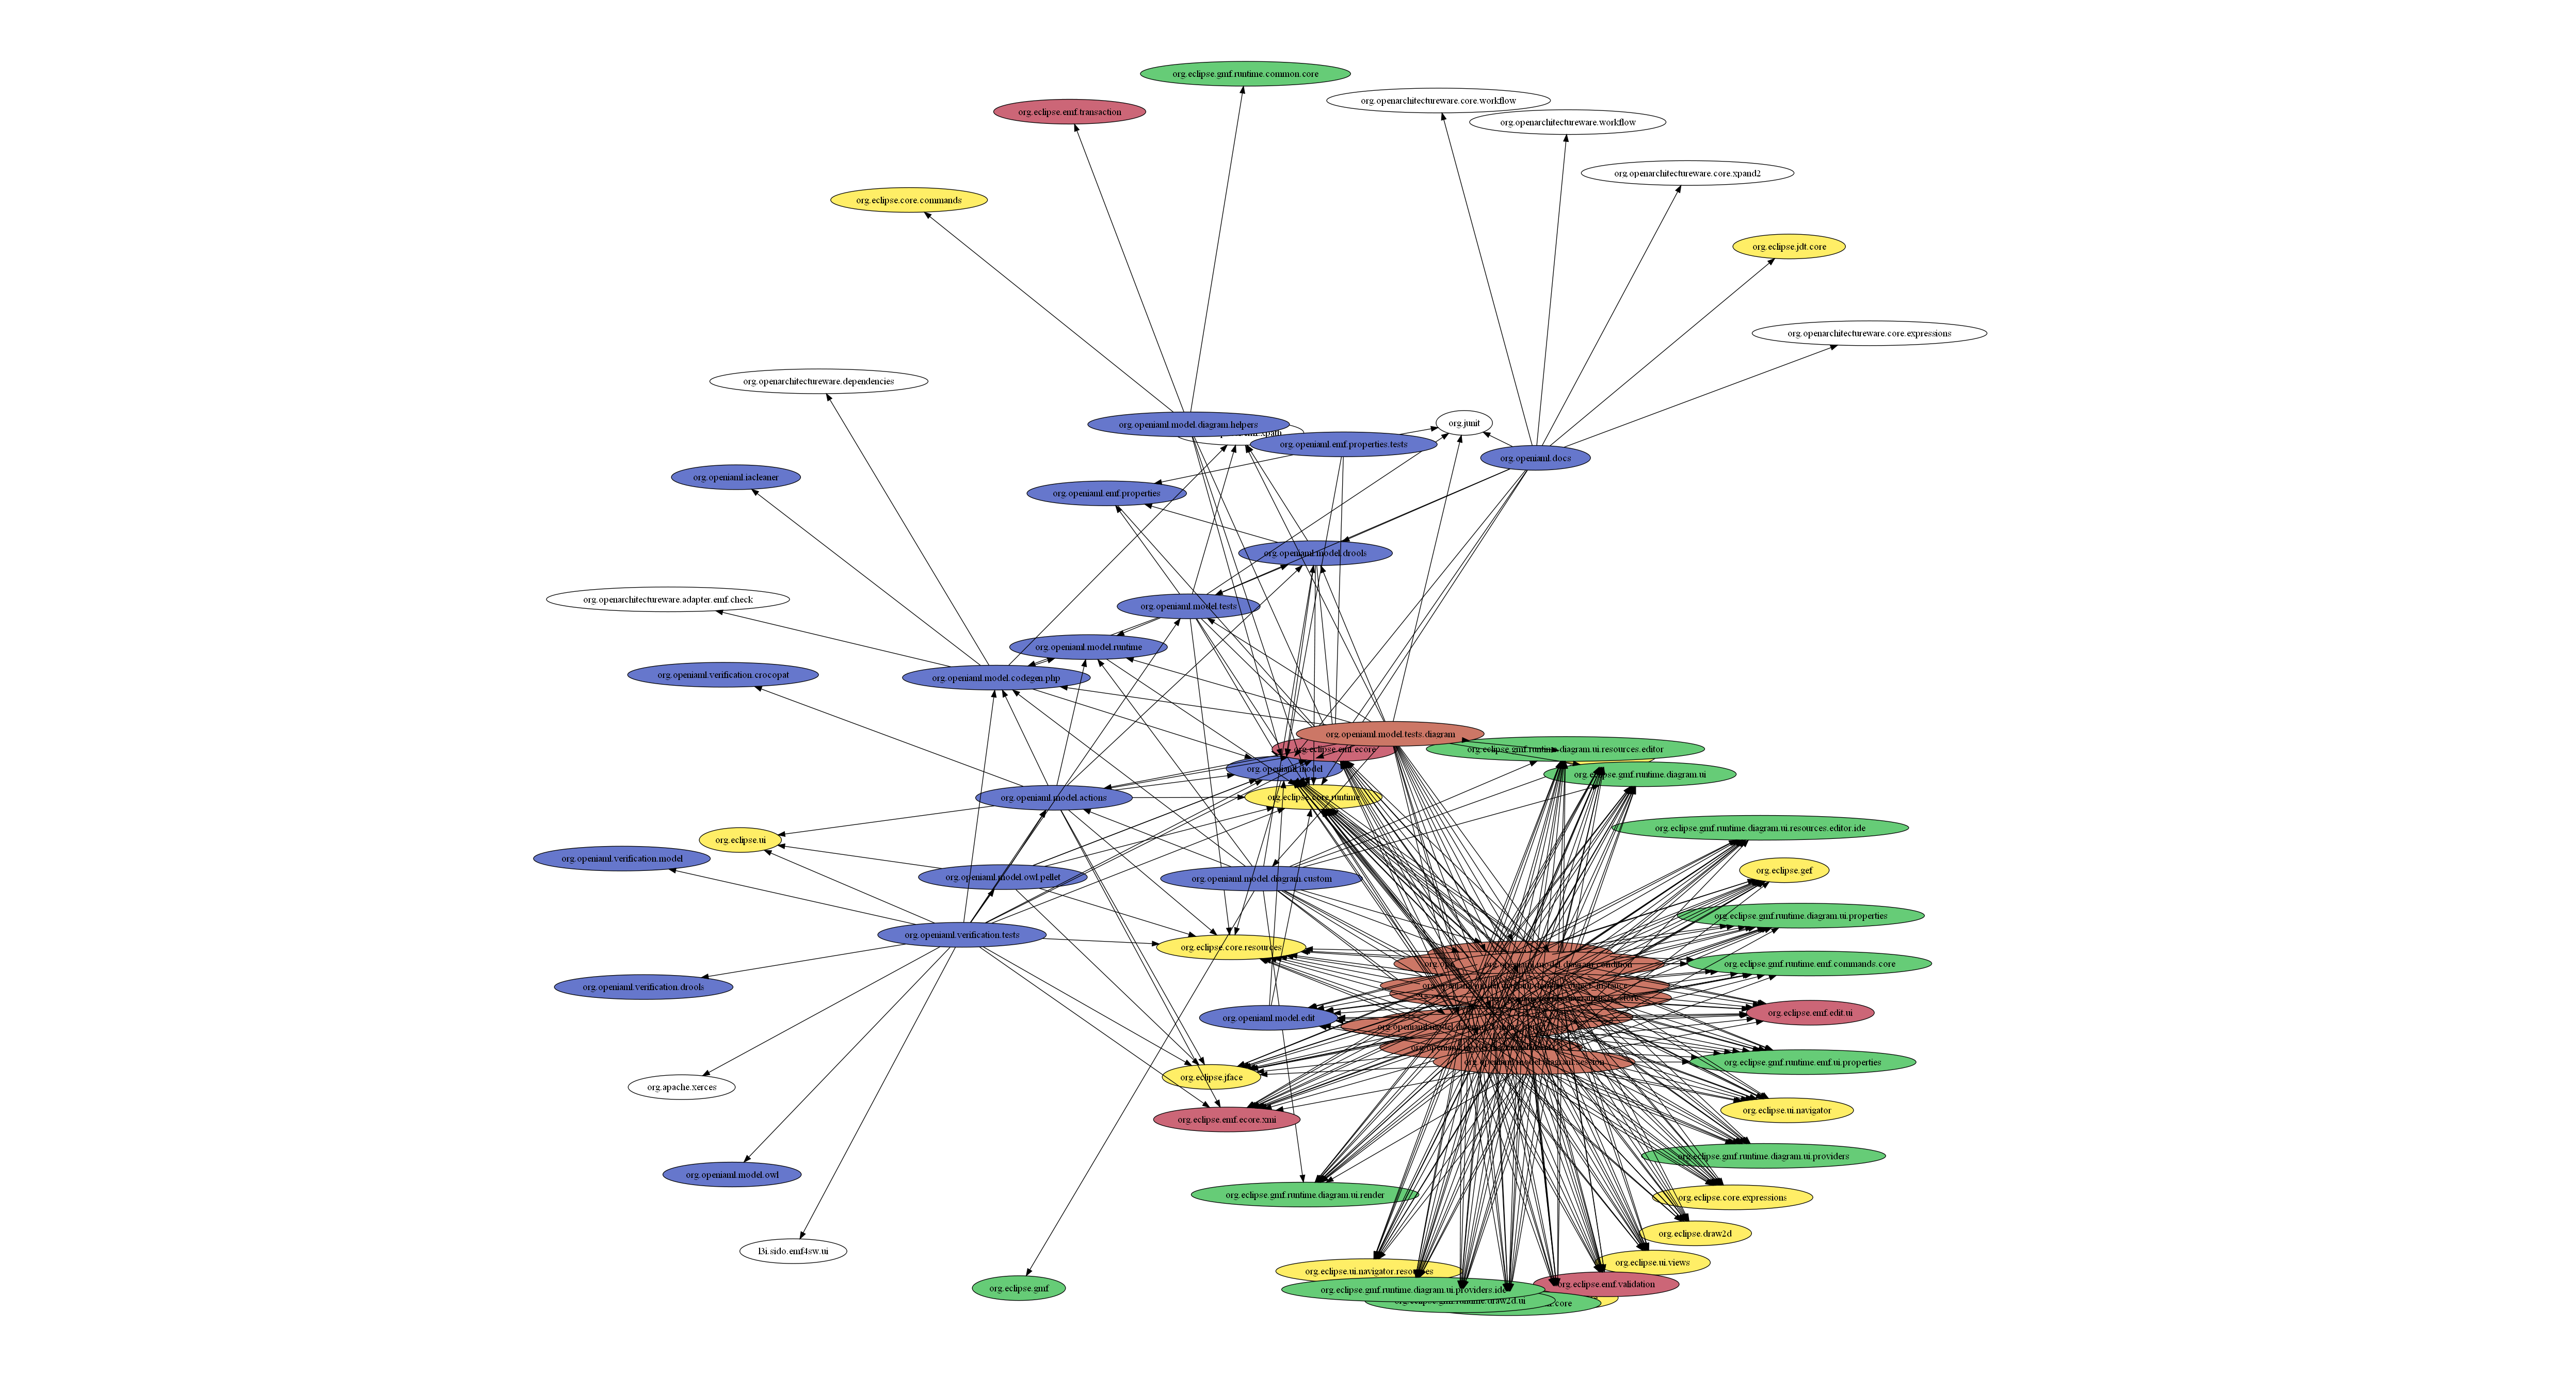 org.eclipse.gmf.runtime.common.core
org.openarchitectureware.core.workflow
org.eclipse.emf.transaction
org.openarchitectureware.workflow
org.openarchitectureware.core.xpand2
org.eclipse.core.commands
org.eclipse.jdt.core
org.openarchitectureware.core.expressions
org.openarchitectureware.dependencies
org.openiaml.model.diagram.helpers
org.junit
org.openiaml.emf.properties.tests
org.openiaml.docs
org.openiaml.iacleaner
org.openiaml.emf.properties
org.openiaml.model.drools
org.openarchitectureware.adapter.emf.check
org.openiaml.model.tests
org.openiaml.model.runtime
org.openiaml.verification.crocopat
org.openiaml.model.codegen.php
org.openiaml.model.tests.diagram
org.eclipse.emf.ecore
org.eclipse.gmf.runtime.diagram.ui.resources.editor
org.openiaml.model
org.eclipse.gmf.runtime.diagram.ui
org.openiaml.model.actions
org.eclipse.core.runtime
org.eclipse.gmf.runtime.diagram.ui.resources.editor.ide
org.eclipse.ui
org.openiaml.verification.model
org.eclipse.gef
org.openiaml.model.owl.pellet
org.openiaml.model.diagram.custom
org.eclipse.gmf.runtime.diagram.ui.properties
org.openiaml.verification.tests
org.eclipse.core.resources
org.eclipse.gmf.runtime.emf.commands.core
org.openiaml.verification.drools
org.eclipse.emf.edit.ui
org.openiaml.model.edit
org.eclipse.gmf.runtime.emf.ui.properties
org.eclipse.jface
org.apache.xerces
org.eclipse.ui.navigator
org.eclipse.emf.ecore.xmi
org.eclipse.gmf.runtime.diagram.ui.providers
org.openiaml.model.owl
org.eclipse.gmf.runtime.diagram.ui.render
org.eclipse.core.expressions
org.eclipse.draw2d
l3i.sido.emf4sw.ui
org.eclipse.ui.views
org.eclipse.ui.navigator.resources
org.eclipse.emf.validation
org.eclipse.gmf
org.eclipse.gmf.runtime.diagram.ui.providers.ide